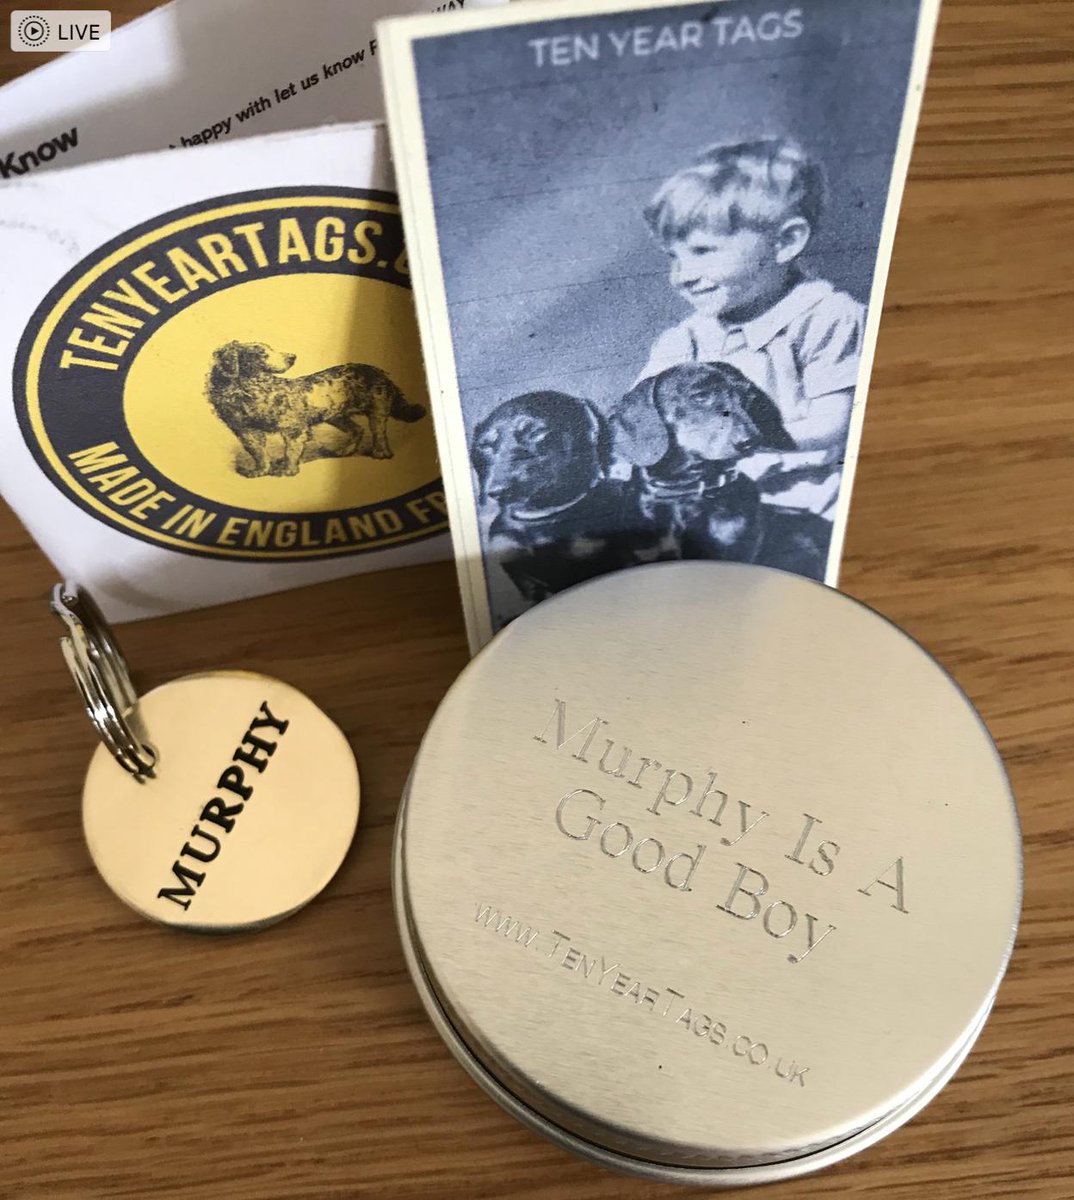 LIVE
WAY
happy with let us know
Know
TEN YEAR TAGS
TENYEARTAGS.
MADE IN ENGLAND
MURPHY
Murphy Is A
Good Boy
www.TenYearTags.co.uk